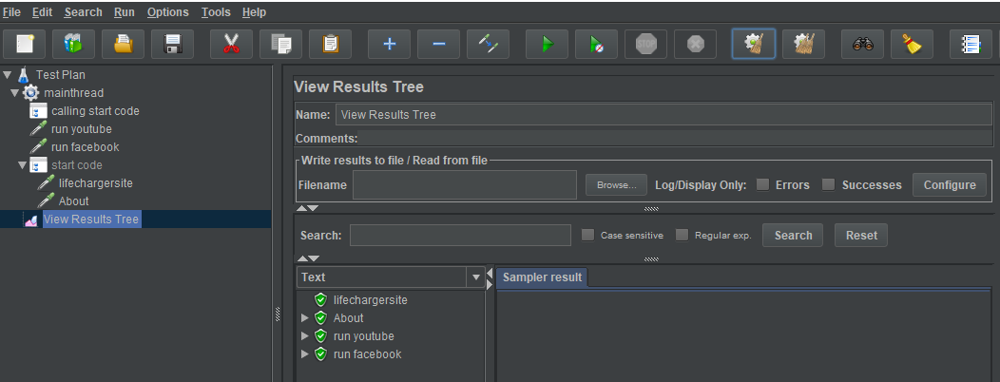 File Edit Search Run Options Tools Help
STOP
Test Plan
mainthread
calling start code
run youtube
run facebook
start code
lifechargersite
About
View Results Tree
View Results Tree
Name: View Results Tree
Comments:
Write results to file / Read from file
Filename Browse... Log/Display Only: Errors Successes Configure
Search: Case sensitive Regular exp. Search Reset
Text Sampler result
lifechargersite
About
run youtube
run facebook